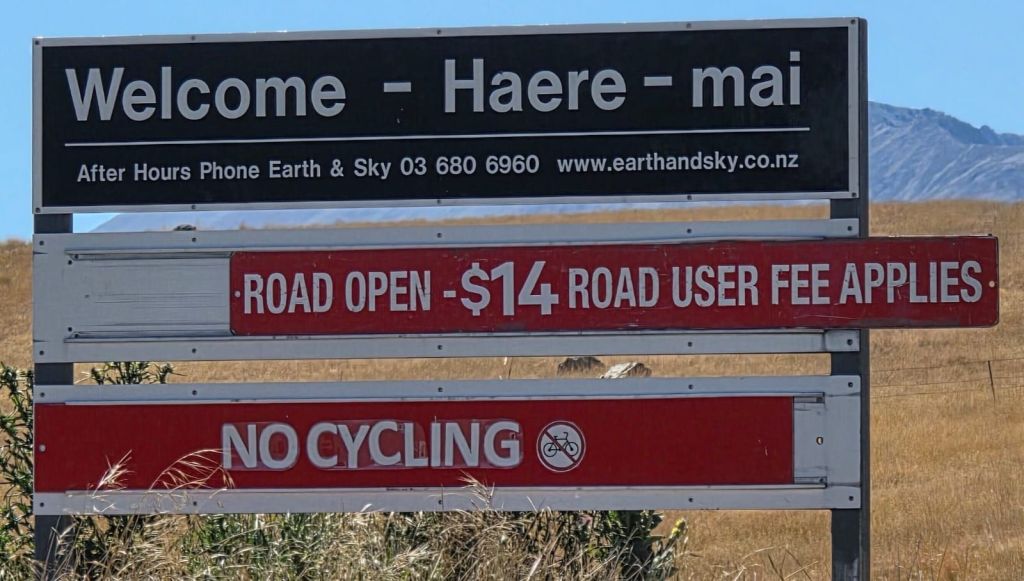 Welcome - Haere - mai
After Hours Phone Earth & Sky 03 680 6960 www.earthandsky.co.nz
ROAD OPEN - $14 ROAD USER FEE APPLIES
NO CYCLING